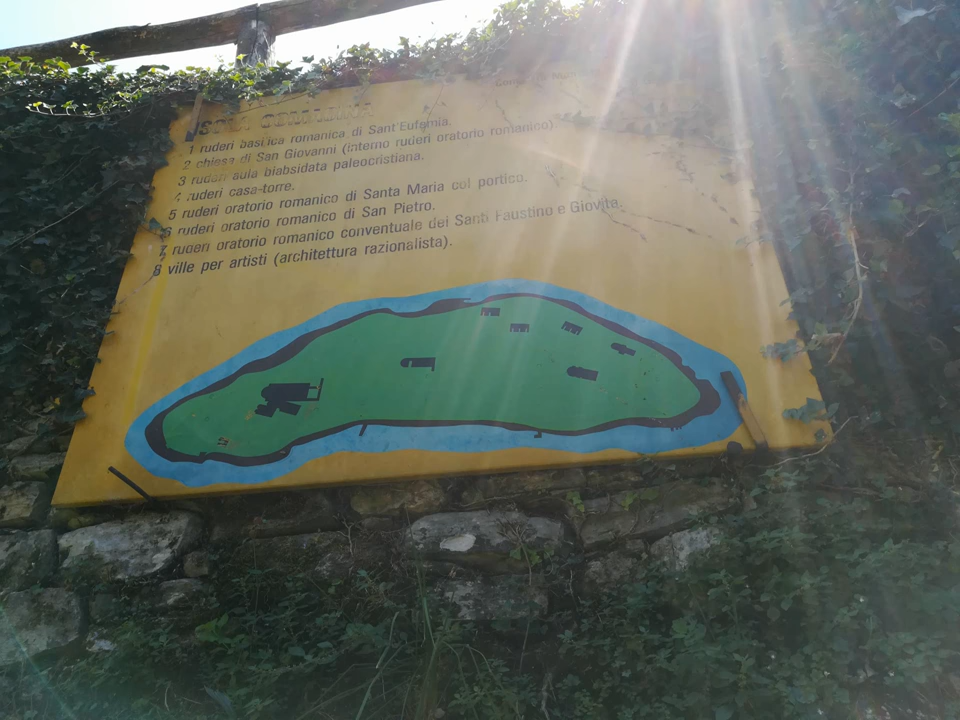 ISOLA COMACINA
1 ruderi basilica romanica di Sant'Eufemia.
2 chiesa di San Giovanni (interno ruderi oratorio romanico).
3 ruderi aula biabsidata paleocristiana.
4 ruderi casa-torre.
5 ruderi oratorio romanico di Santa Maria col portico.
6 ruderi oratorio romanico di San Pietro.
7 ruderi oratorio romanico conventuale dei Santi Faustino e Giovita.
8 ville per artisti (architettura razionalista).